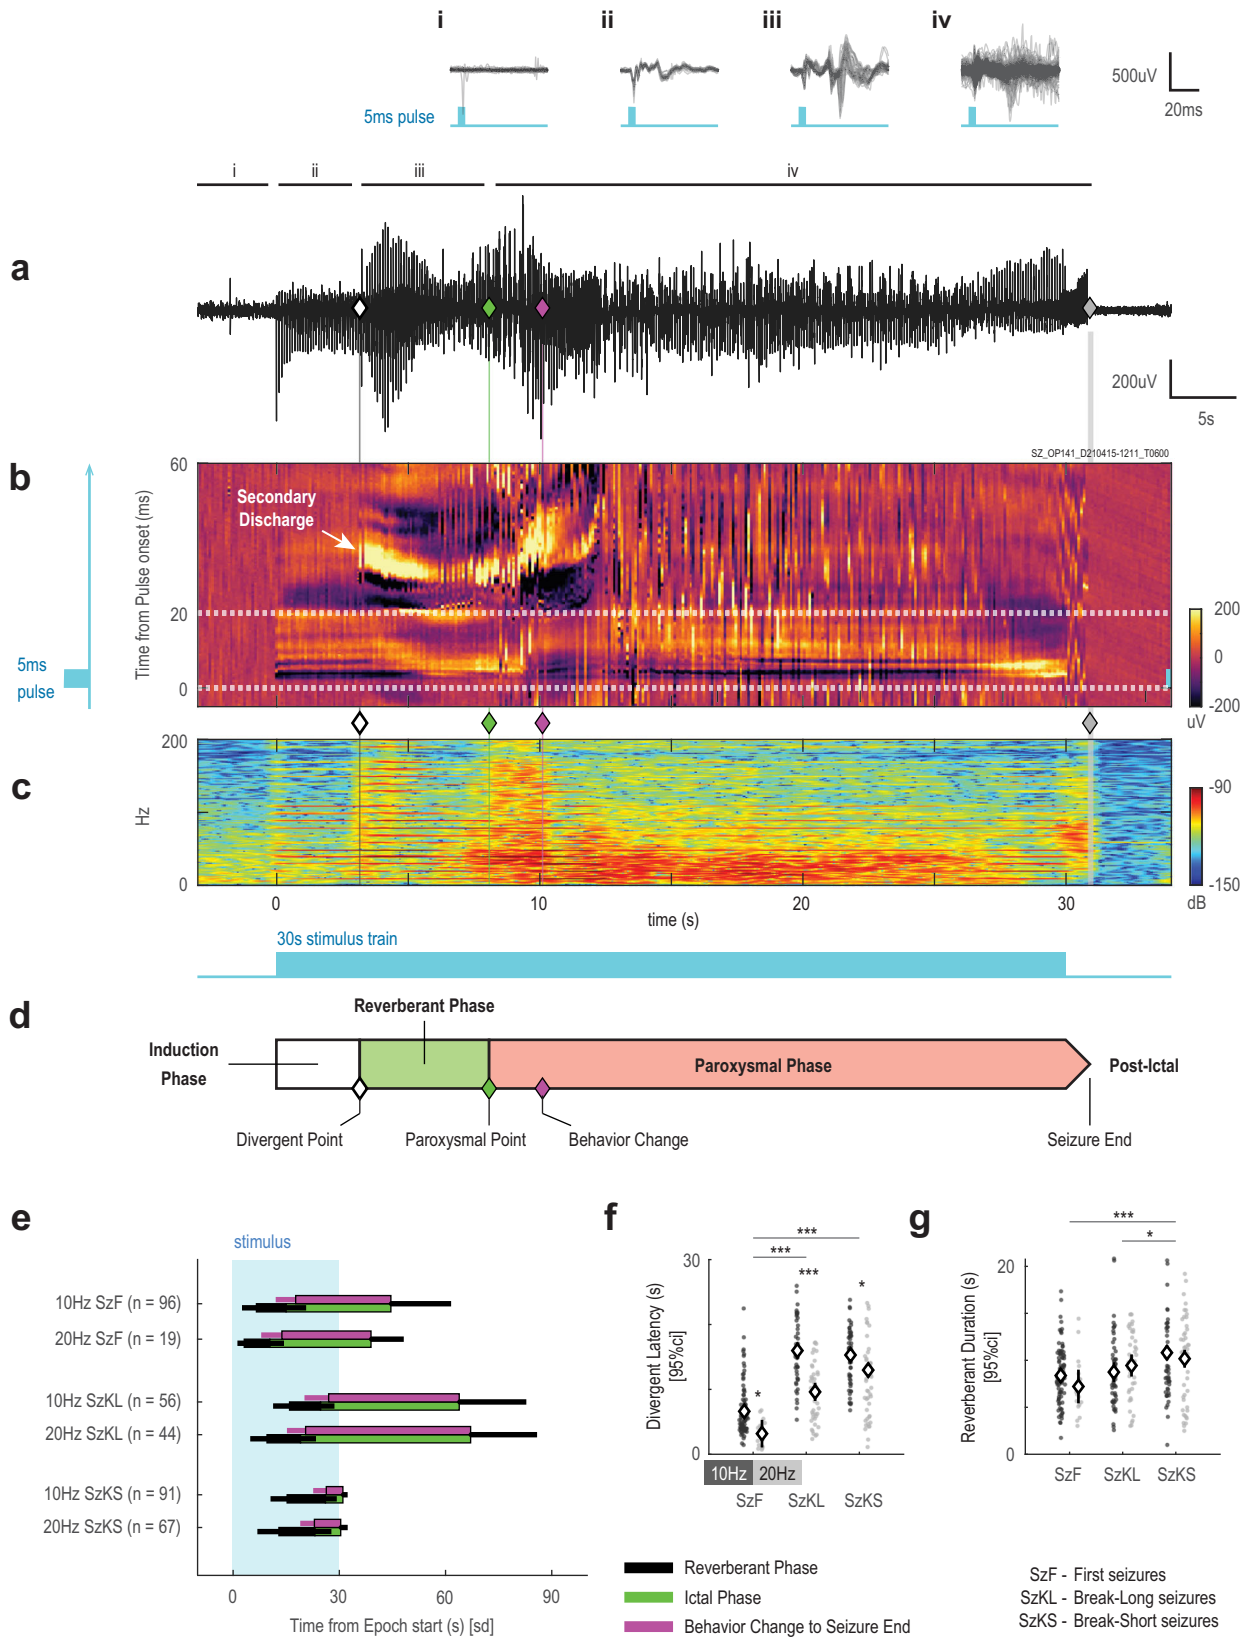 i ii iii iv
500uV
20ms
5ms pulse
i ii iii iv
a
200uV
5s
SZ_OP141_D210415-1211_T0600
b
Time from Pulse onset (ms)
60
20
0
Secondary
Discharge
5ms
pulse
200
0
-200
uV
c
Hz
200
0
-90
-150
dB
0 10 20 30
time (s)
30s stimulus train
d
Reverberant Phase
Induction
Phase
Paroxysmal Phase
Post-Ictal
Divergent Point
Paroxysmal Point
Behavior Change
Seizure End
e
stimulus
10Hz SzF (n = 96)
20Hz SzF (n = 19)
10Hz SzKL (n = 56)
20Hz SzKL (n = 44)
10Hz SzKS (n = 91)
20Hz SzKS (n = 67)
0 30 60 90
Time from Epoch start (s) [sd]
f
Divergent Latency (s)
[95%ci]
30
0
***
***
***
*
*
10Hz 20Hz
SzF SzKL SzKS
g
Reverberant Duration (s)
[95%ci]
20
0
***
*
SzF SzKL SzKS
Reverberant Phase
Ictal Phase
Behavior Change to Seizure End
SzF - First seizures
SzKL - Break-Long seizures
SzKS - Break-Short seizures